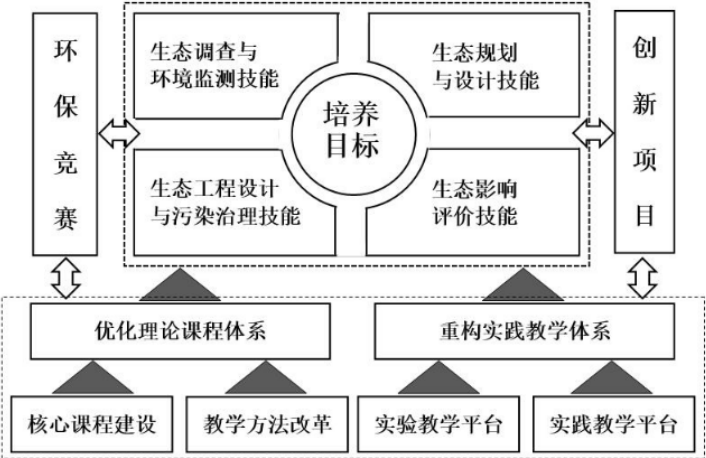 环保竞赛
生态调查与
环境监测技能
生态规划
与设计技能
培养
目标
生态工程设计
与污染治理技能
生态影响
评价技能
创新项目
优化理论课程体系
重构实践教学体系
核心课程建设
教学方法改革
实验教学平台
实践教学平台